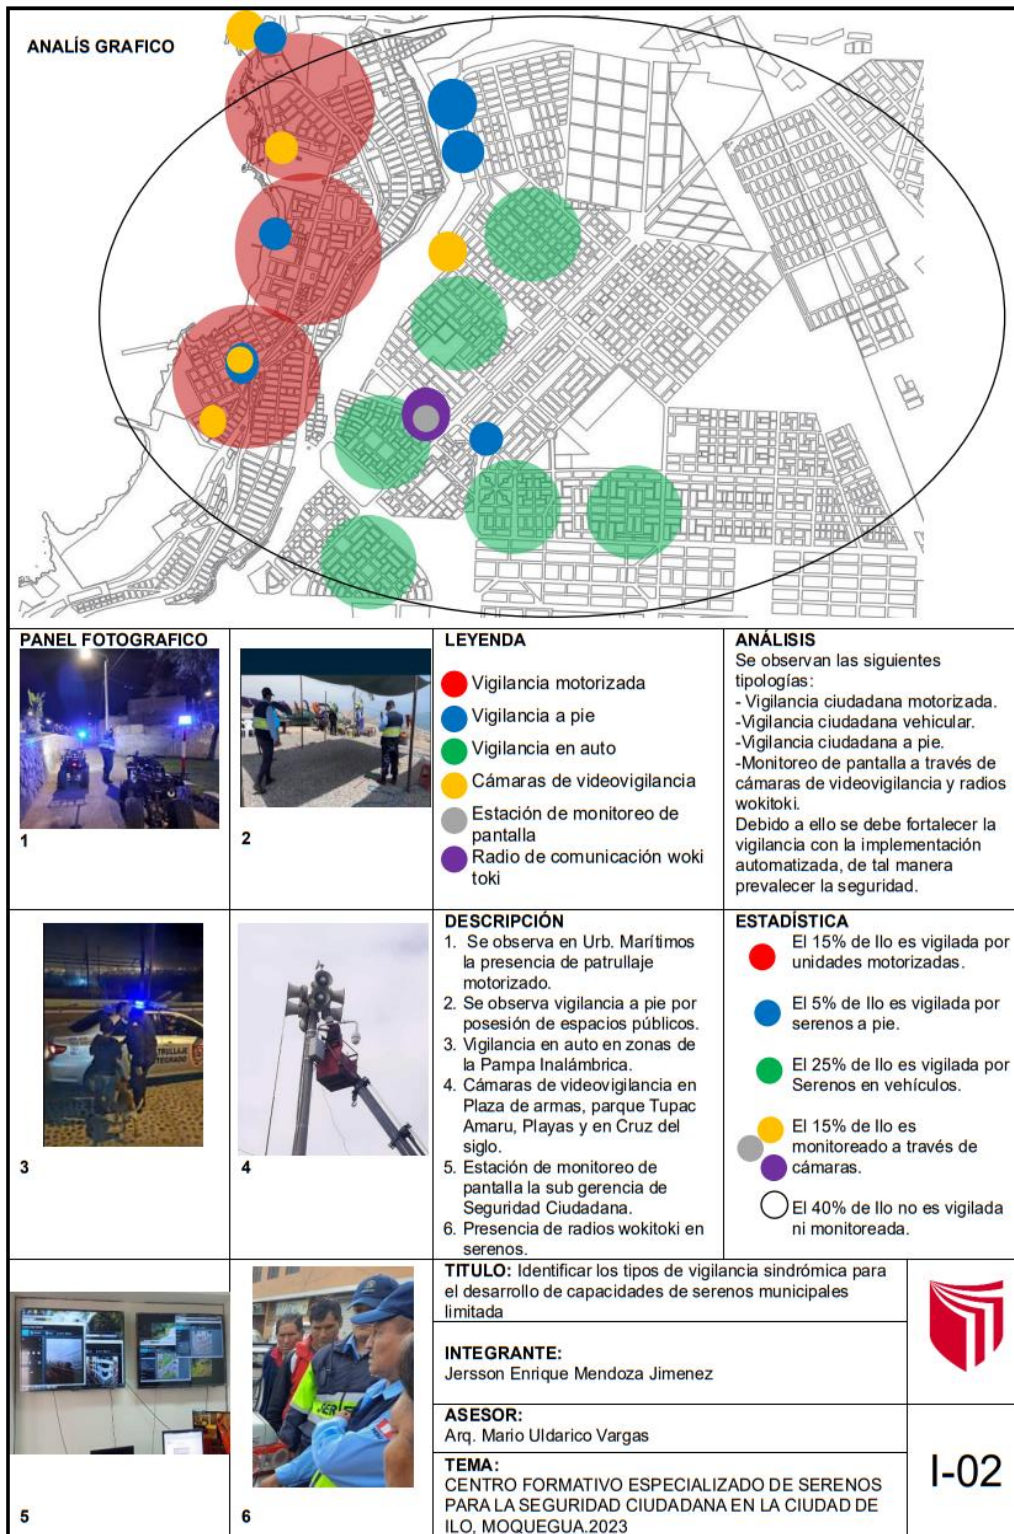 ANALÍS GRAFICO
PANEL FOTOGRAFICO
1
2
LEYENDA
Vigilancia motorizada
Vigilancia a pie
Vigilancia en auto
Cámaras de videovigilancia
Estación de monitoreo de
pantalla
Radio de comunicación woki
toki
ANÁLISIS
Se observan las siguientes
tipologías:
- Vigilancia ciudadana motorizada.
-Vigilancia ciudadana vehicular.
-Vigilancia ciudadana a pie.
-Monitoreo de pantalla a través de
cámaras de videovigilancia y radios
wokitoki.
Debido a ello se debe fortalecer la
vigilancia con la implementación
automatizada, de tal manera
prevalecer la seguridad.
TRULLAJE
TEGRADO
3
4
DESCRIPCIÓN
1. Se observa en Urb. Marítimos
la presencia de patrullaje
motorizado.
2. Se observa vigilancia a pie por
posesión de espacios públicos.
3. Vigilancia en auto en zonas de
la Pampa Inalámbrica.
4. Cámaras de videovigilancia en
Plaza de armas, parque Tupac
Amaru, Playas y en Cruz del
siglo.
5. Estación de monitoreo de
pantalla la sub gerencia de
Seguridad Ciudadana.
6. Presencia de radios wokitoki en
serenos.
ESTADÍSTICA
El 15% de Ilo es vigilada por
unidades motorizadas.
El 5% de Ilo es vigilada por
serenos a pie.
El 25% de Ilo es vigilada por
Serenos en vehículos.
El 15% de Ilo es
monitoreado a través de
cámaras.
El 40% de Ilo no es vigilada
ni monitoreada.
5
SER
6
TITULO: Identificar los tipos de vigilancia sindrómica para
el desarrollo de capacidades de serenos municipales
limitada
INTEGRANTE:
Jersson Enrique Mendoza Jimenez
ASESOR:
Arq. Mario Uldarico Vargas
TEMA:
CENTRO FORMATIVO ESPECIALIZADO DE SERENOS
PARA LA SEGURIDAD CIUDADANA EN LA CIUDAD DE
ILO, MOQUEGUA.2023
I-02